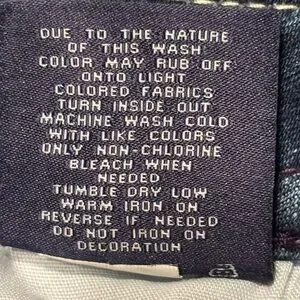 DUE TO THE NATURE
OF THIS WASH
COLOR MAY RUB OFF
ONTO LIGHT
COLORED FABRICS
TURN INSIDE OUT
MACHINE WASH COLD
WITH LIKE COLORS
ONLY NON-CHLORINE
BLEACH WHEN
NEEDED
TUMBLE DRY LOW
WARM IRON ON
REVERSE IF NEEDED
DO NOT IRON ON
DECORATION